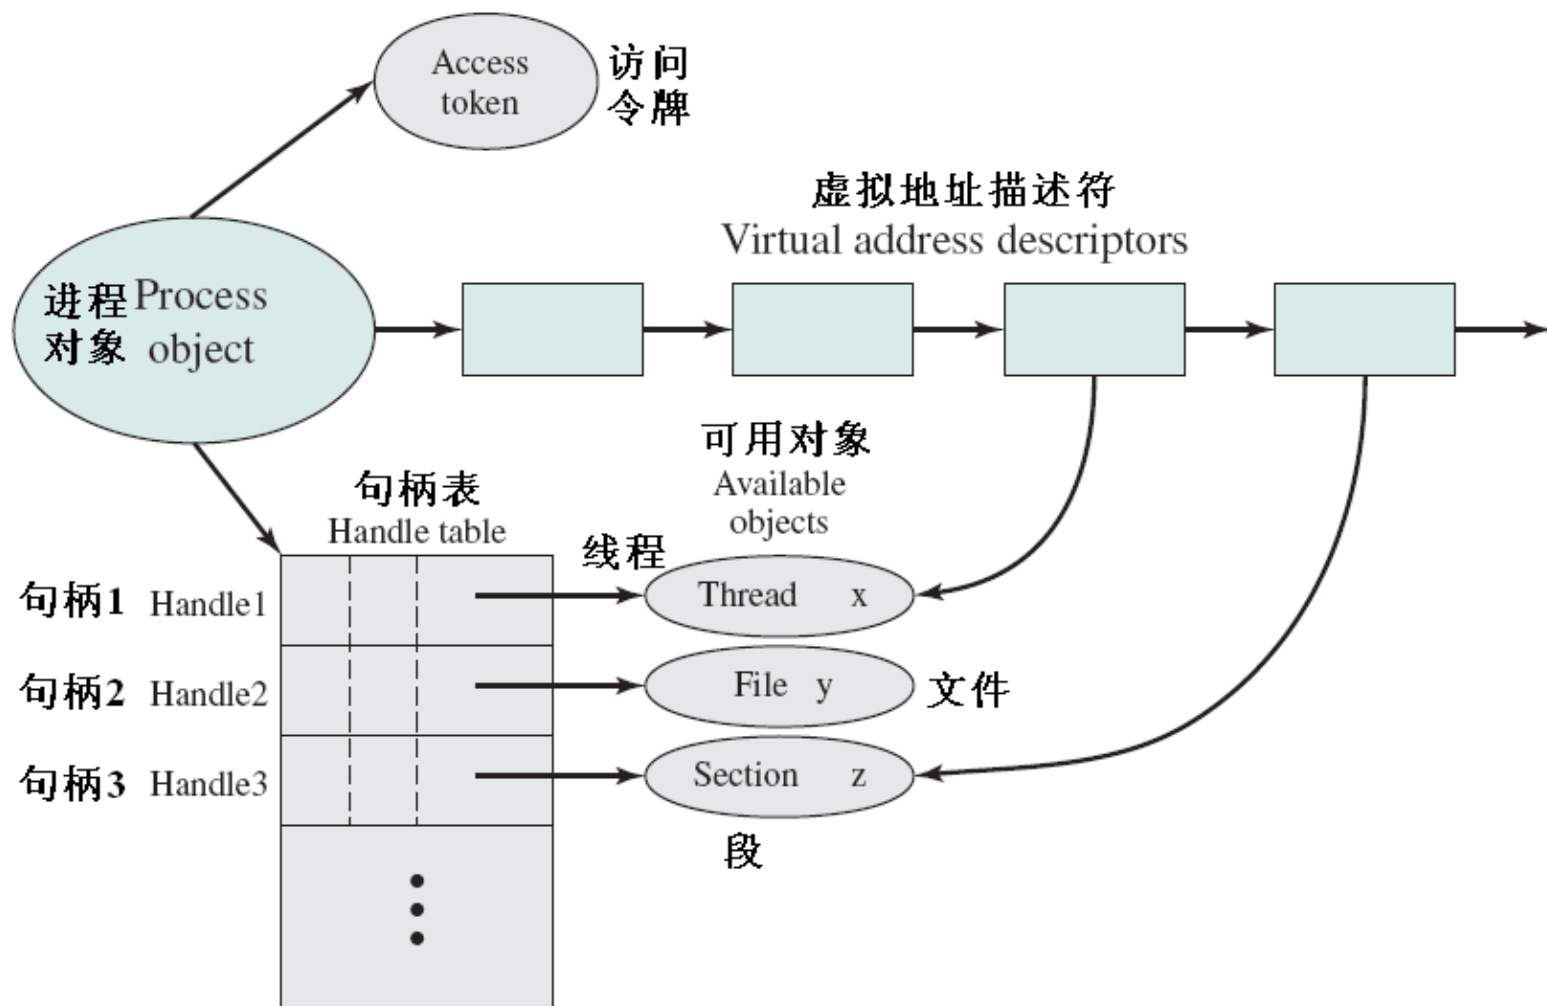 Access
token
访问
令牌
虚拟地址描述符
Virtual address descriptors
进程 Process
对象 object
可用对象
Available
objects
句柄表
Handle table
线程
句柄1 Handle1
Thread x
句柄2 Handle2
File y
文件
句柄3 Handle3
Section z
段